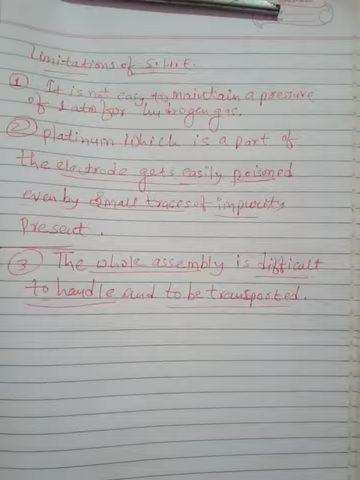 Limitations of S.H.E.
① It is not easy to maintain a pressure
of 1 atm for hydrogen gas.
② Platinum which is a part of
the electrode gets easily poisoned
even by small traces of impurity
Present.
③ The whole assembly is difficult
to handle and to be transported.